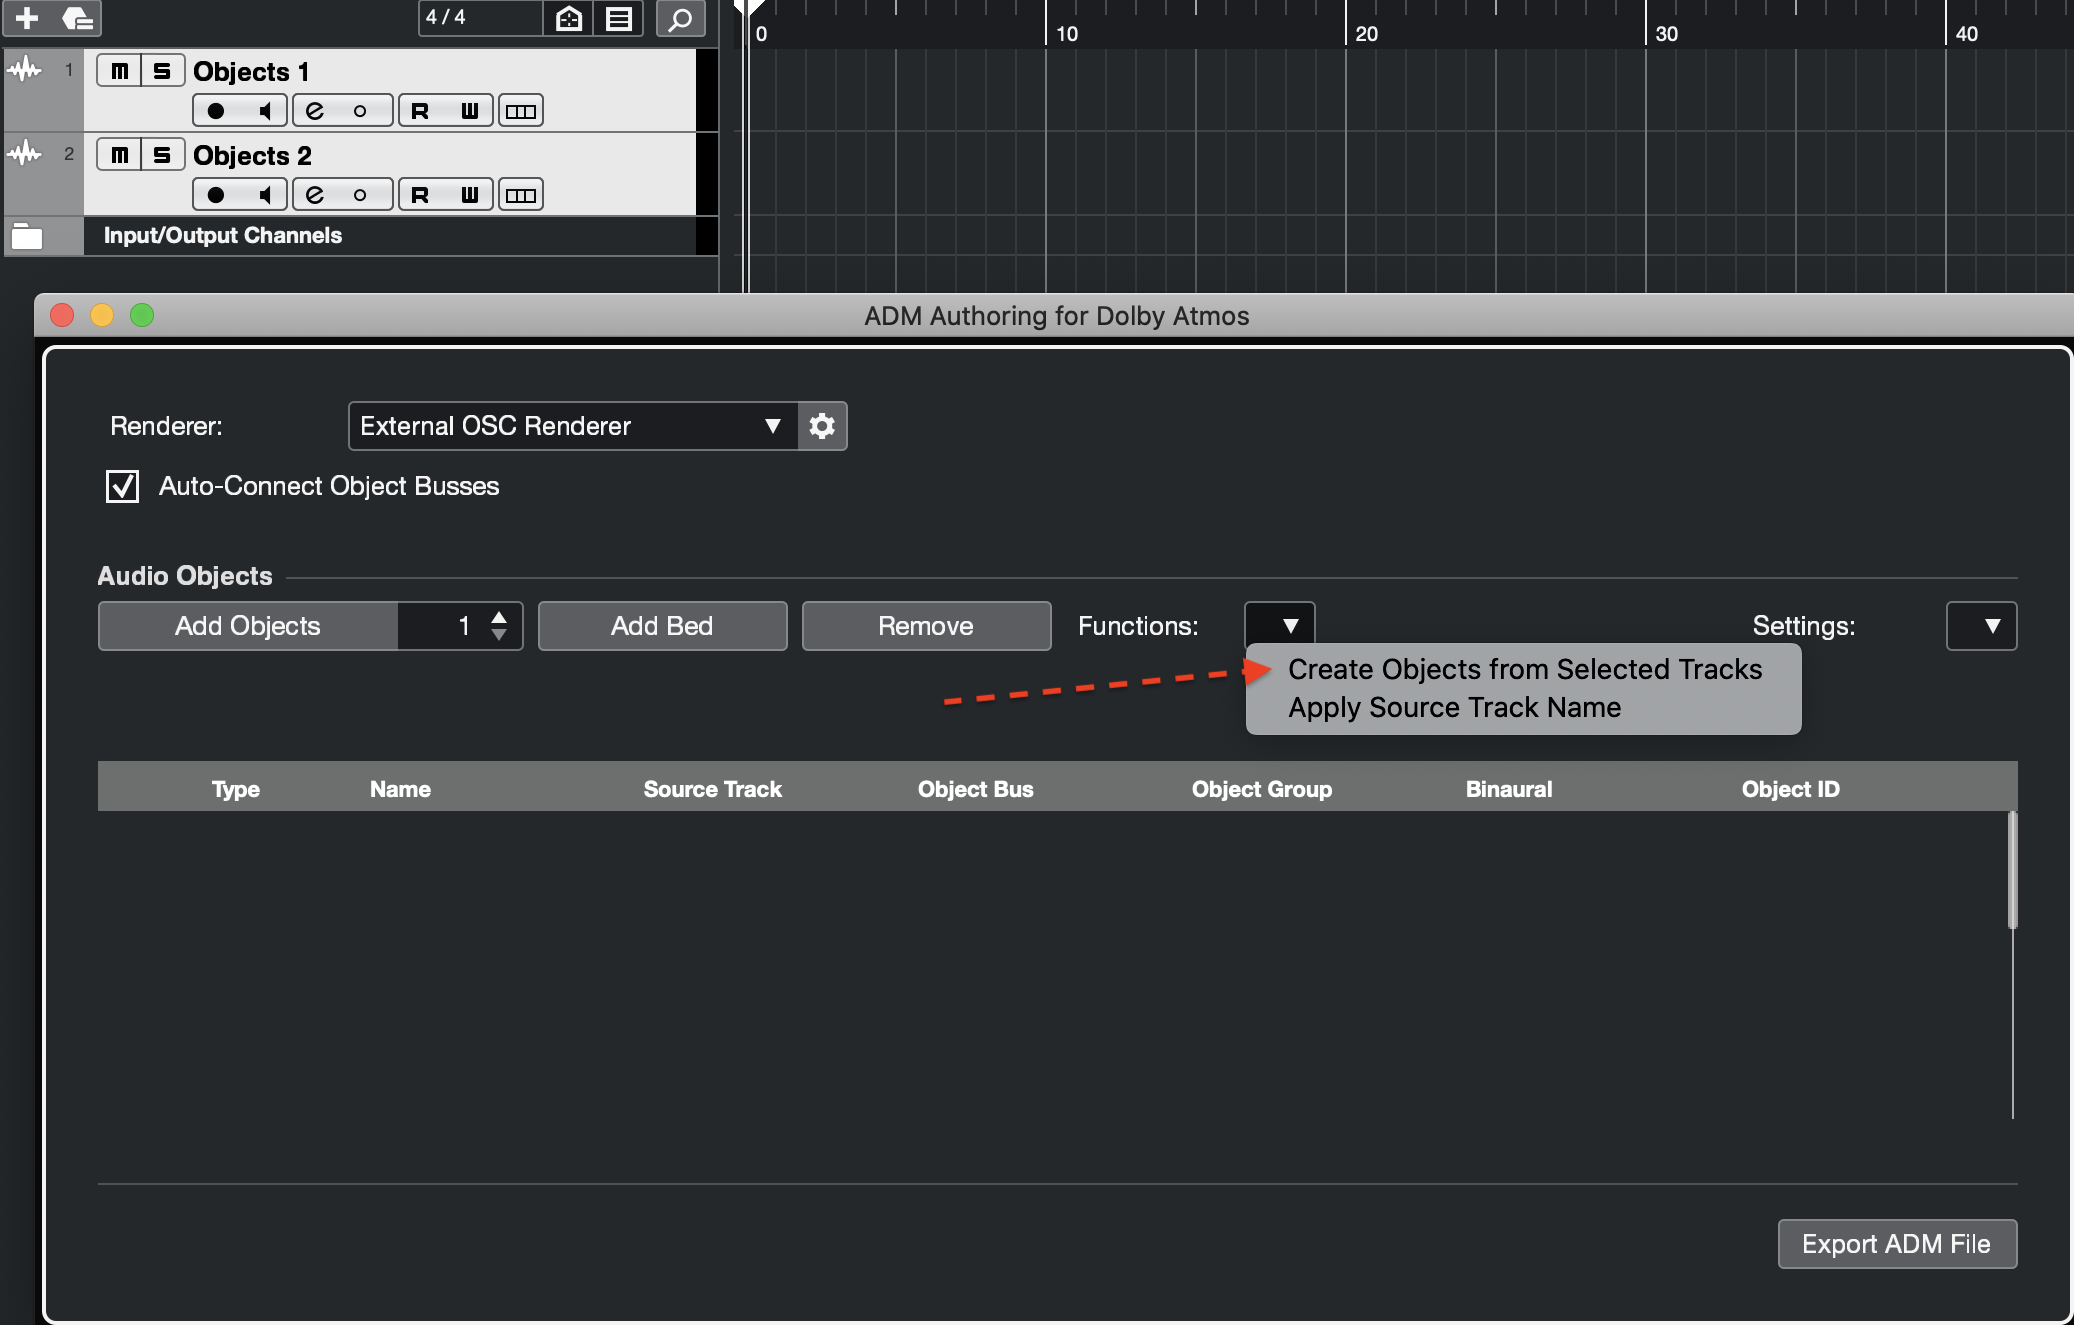 4 / 4
0 10 20 30 40
1 m S Objects 1
e R W
2 m S Objects 2
e R W
Input/Output Channels
ADM Authoring for Dolby Atmos
Renderer: External OSC Renderer
Auto-Connect Object Busses
Audio Objects
Add Objects 1 Add Bed Remove Functions: Settings:
Create Objects from Selected Tracks
Apply Source Track Name
Type Name Source Track Object Bus Object Group Binaural Object ID
Export ADM File